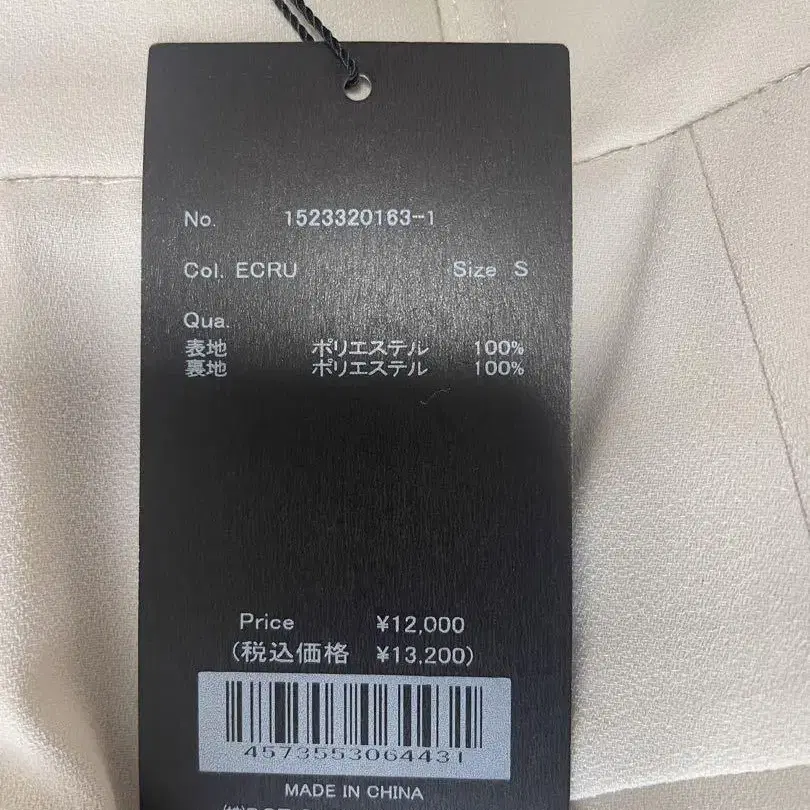 No. 1523320163-1
Col. ECRU Size S
Qua.
表地 ポリエステル 100%
裏地 ポリエステル 100%
Price ¥12,000
(税込価格 ¥13,200)
4573553064431
MADE IN CHINA